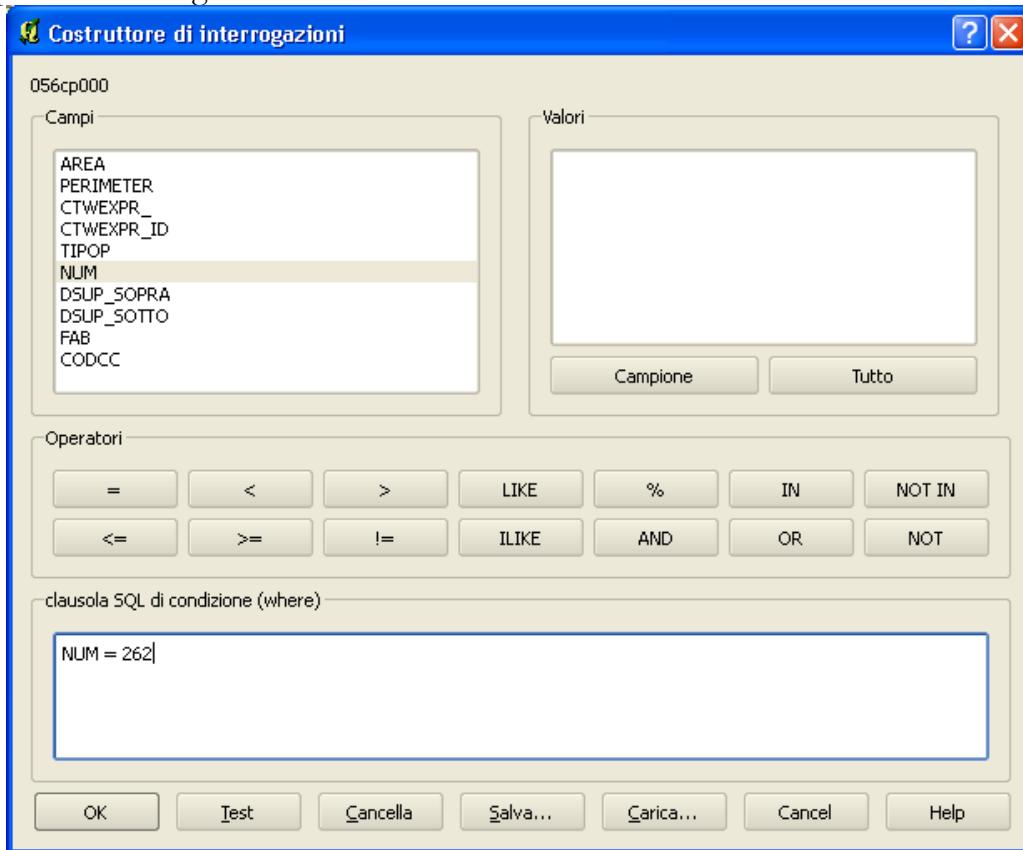 Costruttore di interrogazioni
056cp000
Campi
AREA
PERIMETER
CTWEXPR_
CTWEXPR_ID
TIPOP
NUM
DSUP_SOPRA
DSUP_SOTTO
FAB
CODCC
Valori
Campione Tutto
Operatori
= < > LIKE % IN NOT IN
<= >= != ILIKE AND OR NOT
clausola SQL di condizione (where)
NUM = 262
OK Test Cancella Salva... Carica... Cancel Help